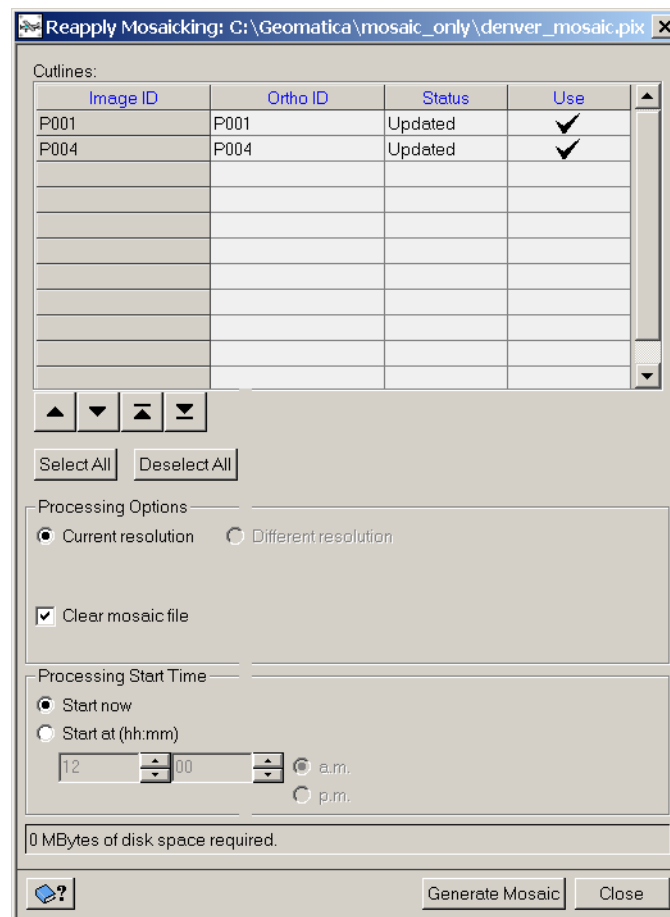 Reapply Mosaicking: C:\Geomatica\mosaic_only\denver_mosaic.pix
Cutlines:
Image ID Ortho ID Status Use
P001 P001 Updated
P004 P004 Updated
Select All Deselect All
Processing Options
Current resolution Different resolution
Clear mosaic file
Processing Start Time
Start now
Start at (hh:mm)
12 00 a.m.
p.m.
0 MBytes of disk space required.
? Generate Mosaic Close